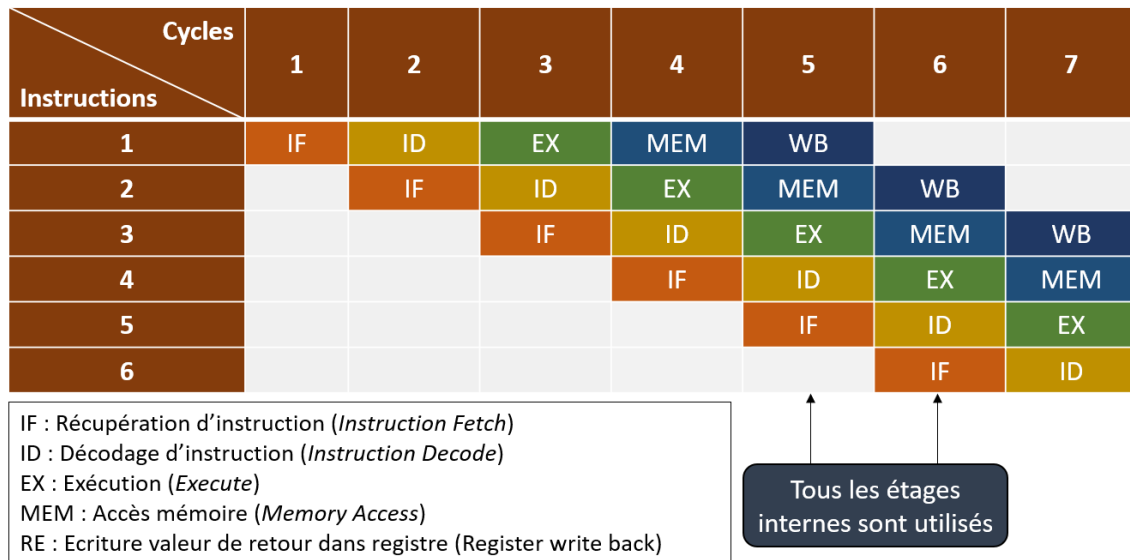 Cycles
Instructions
1 2 3 4 5 6 7
1 IF ID EX MEM WB
2 IF ID EX MEM WB
3 IF ID EX MEM WB
4 IF ID EX MEM
5 IF ID EX
6 IF ID
IF : Récupération d’instruction (Instruction Fetch)
ID : Décodage d’instruction (Instruction Decode)
EX : Exécution (Execute)
MEM : Accès mémoire (Memory Access)
RE : Ecriture valeur de retour dans registre (Register write back)
Tous les étages
internes sont utilisés